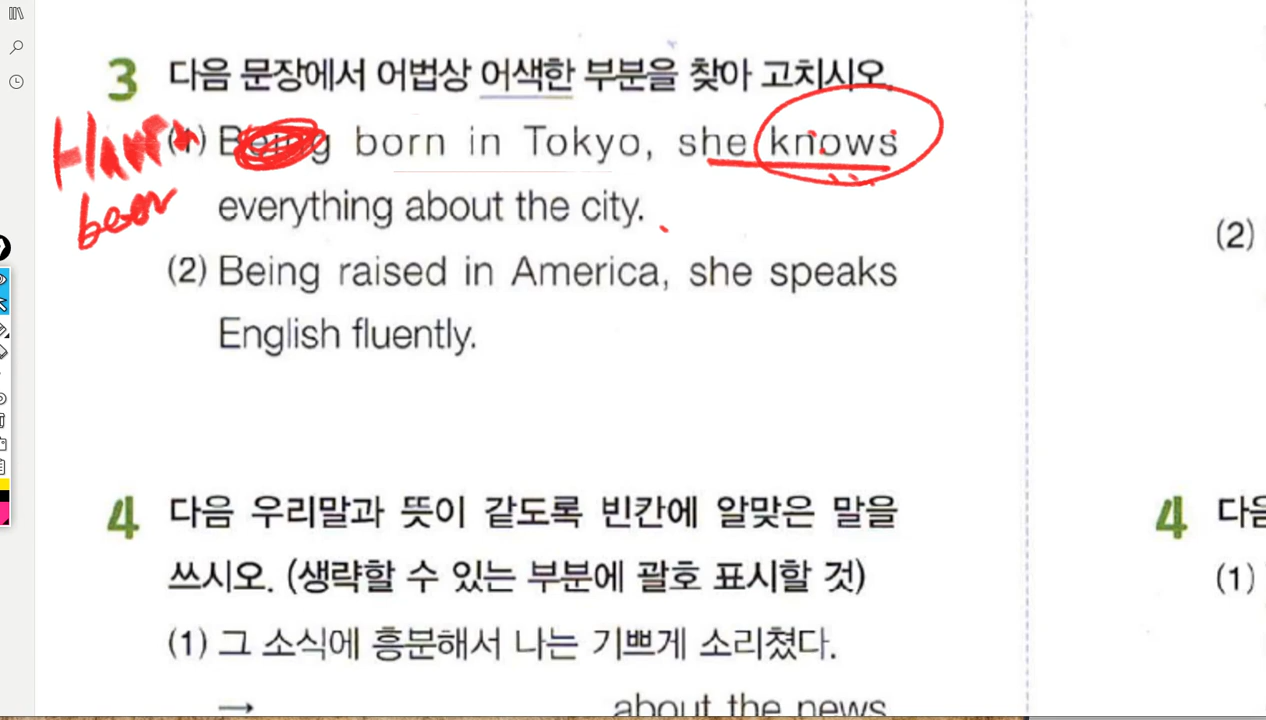 3 다음 문장에서 어법상 어색한 부분을 찾아 고치시오.
(1) Being born in Tokyo, she knows
been
everything about the city.
(2) Being raised in America, she speaks
English fluently.
4 다음 우리말과 뜻이 같도록 빈칸에 알맞은 말을
쓰시오. (생략할 수 있는 부분에 괄호 표시할 것)
(1) 그 소식에 흥분해서 나는 기쁘게 소리쳤다.
→ about the news
(2)
4 다음
(1)